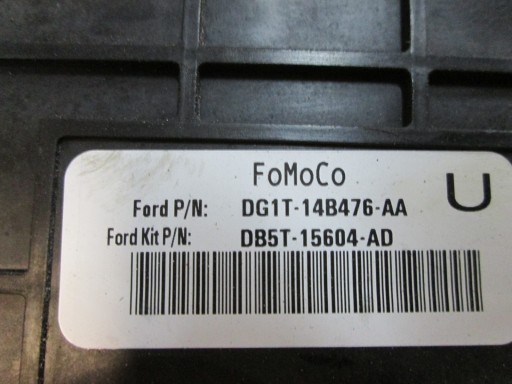 FoMoCo
U
Ford P/N: DG1T-14B476-AA
Ford Kit P/N: DB5T-15604-AD